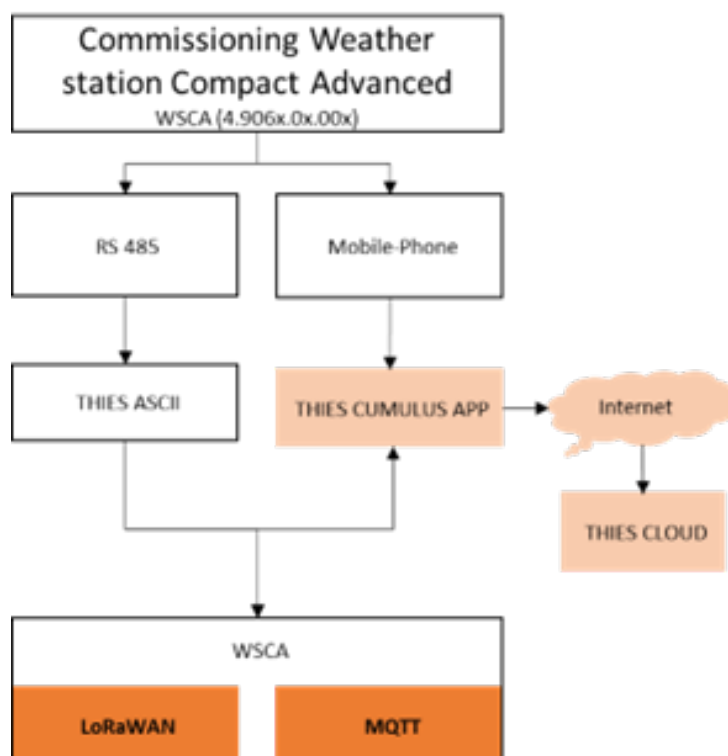 Commissioning Weather
station Compact Advanced
WSCA (4.906x.0x.00x)
RS 485
Mobile-Phone
THIES ASCII
THIES CUMULUS APP
Internet
THIES CLOUD
WSCA
LoRaWAN
MQTT